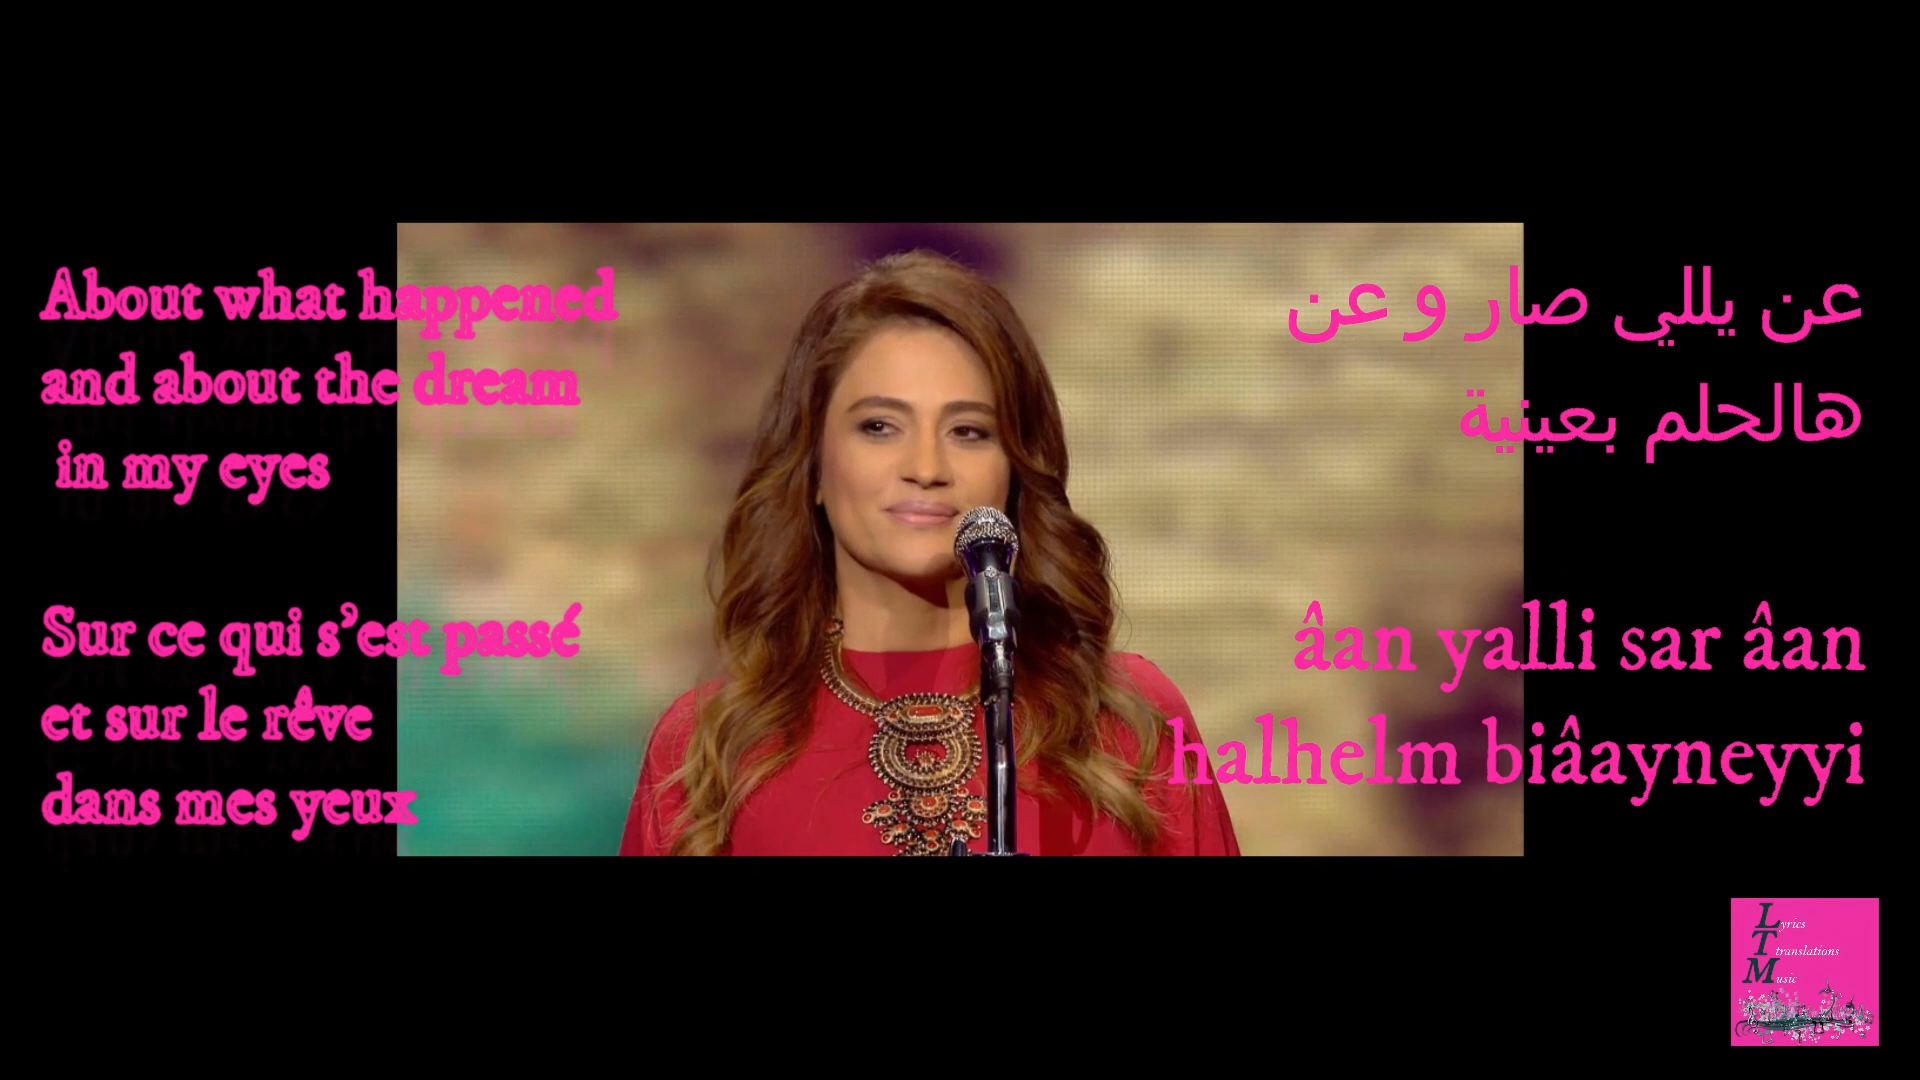 About what happened
and about the dream
in my eyes
Sur ce qui s’est passé
et sur le rêve
dans mes yeux
عن يللي صار و عن
هالحلم بعينية
âan yalli sar âan
halhelm biâayneyyi
Lyrics
Ttranslations
Music